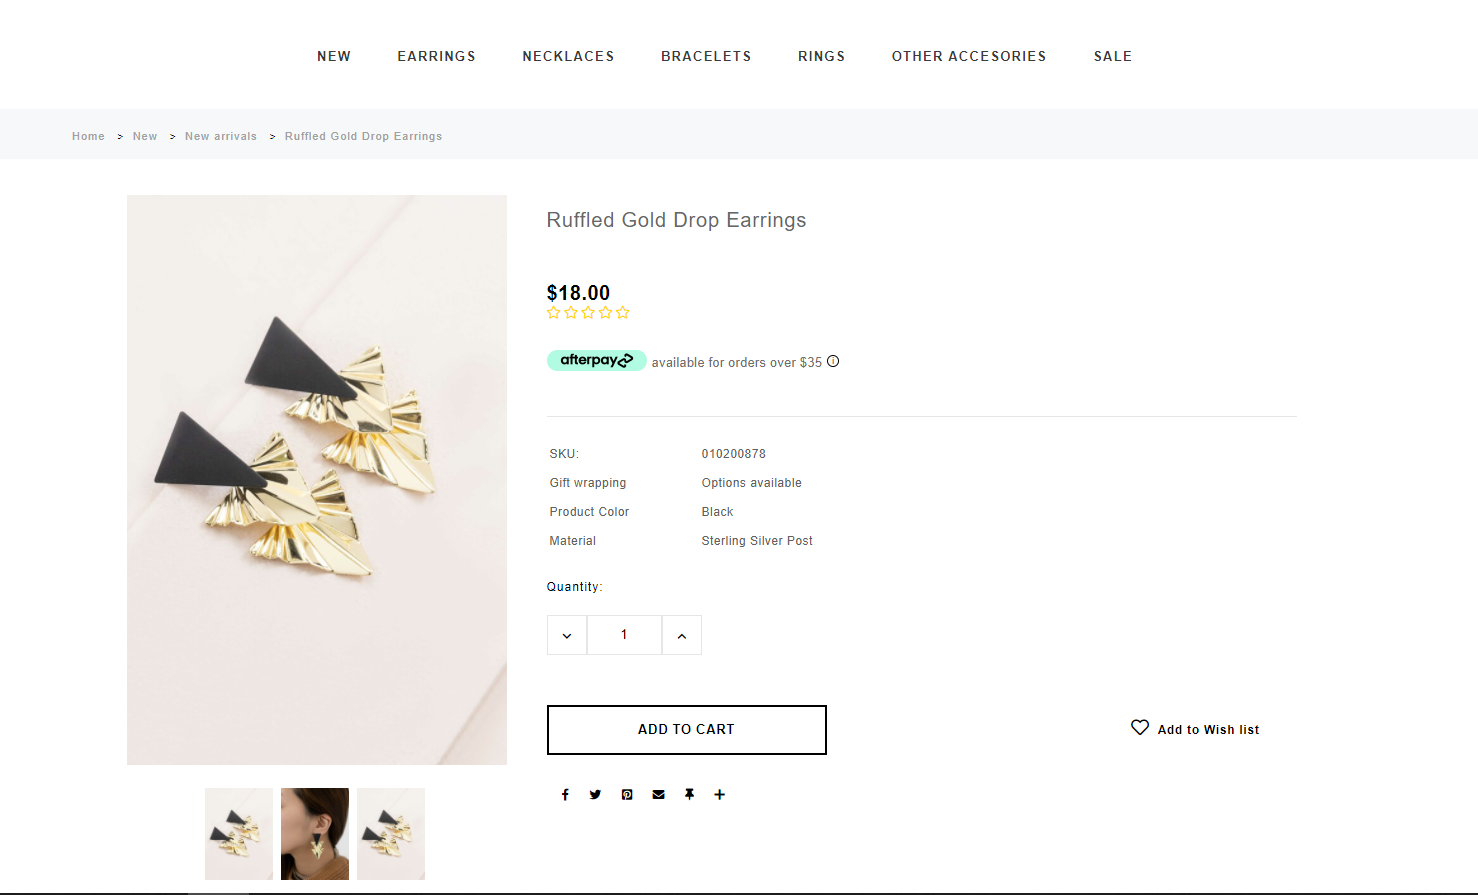 NEW EARRINGS NECKLACES BRACELETS RINGS OTHER ACCESORIES SALE
Home > New > New arrivals > Ruffled Gold Drop Earrings
Ruffled Gold Drop Earrings
$18.00
afterpay available for orders over $35
SKU: 010200878
Gift wrapping Options available
Product Color Black
Material Sterling Silver Post
Quantity:
1
ADD TO CART
Add to Wish list